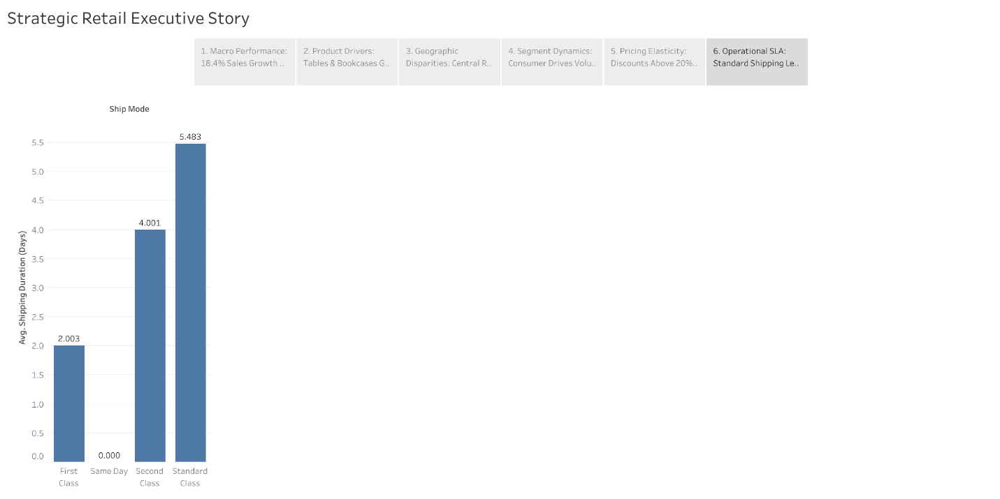 Strategic Retail Executive Story
1. Macro Performance:
18.4% Sales Growth ..
2. Product Drivers:
Tables & Bookcases G..
3. Geographic
Disparities: Central R..
4. Segment Dynamics:
Consumer Drives Volu..
5. Pricing Elasticity:
Discounts Above 20%..
6. Operational SLA:
Standard Shipping Le..
Ship Mode
Avg. Shipping Duration (Days)
5.5
5.0
4.5
4.0
3.5
3.0
2.5
2.0
1.5
1.0
0.5
0.0
2.003
0.000
4.001
5.483
First
Class
Same Day
Second
Class
Standard
Class